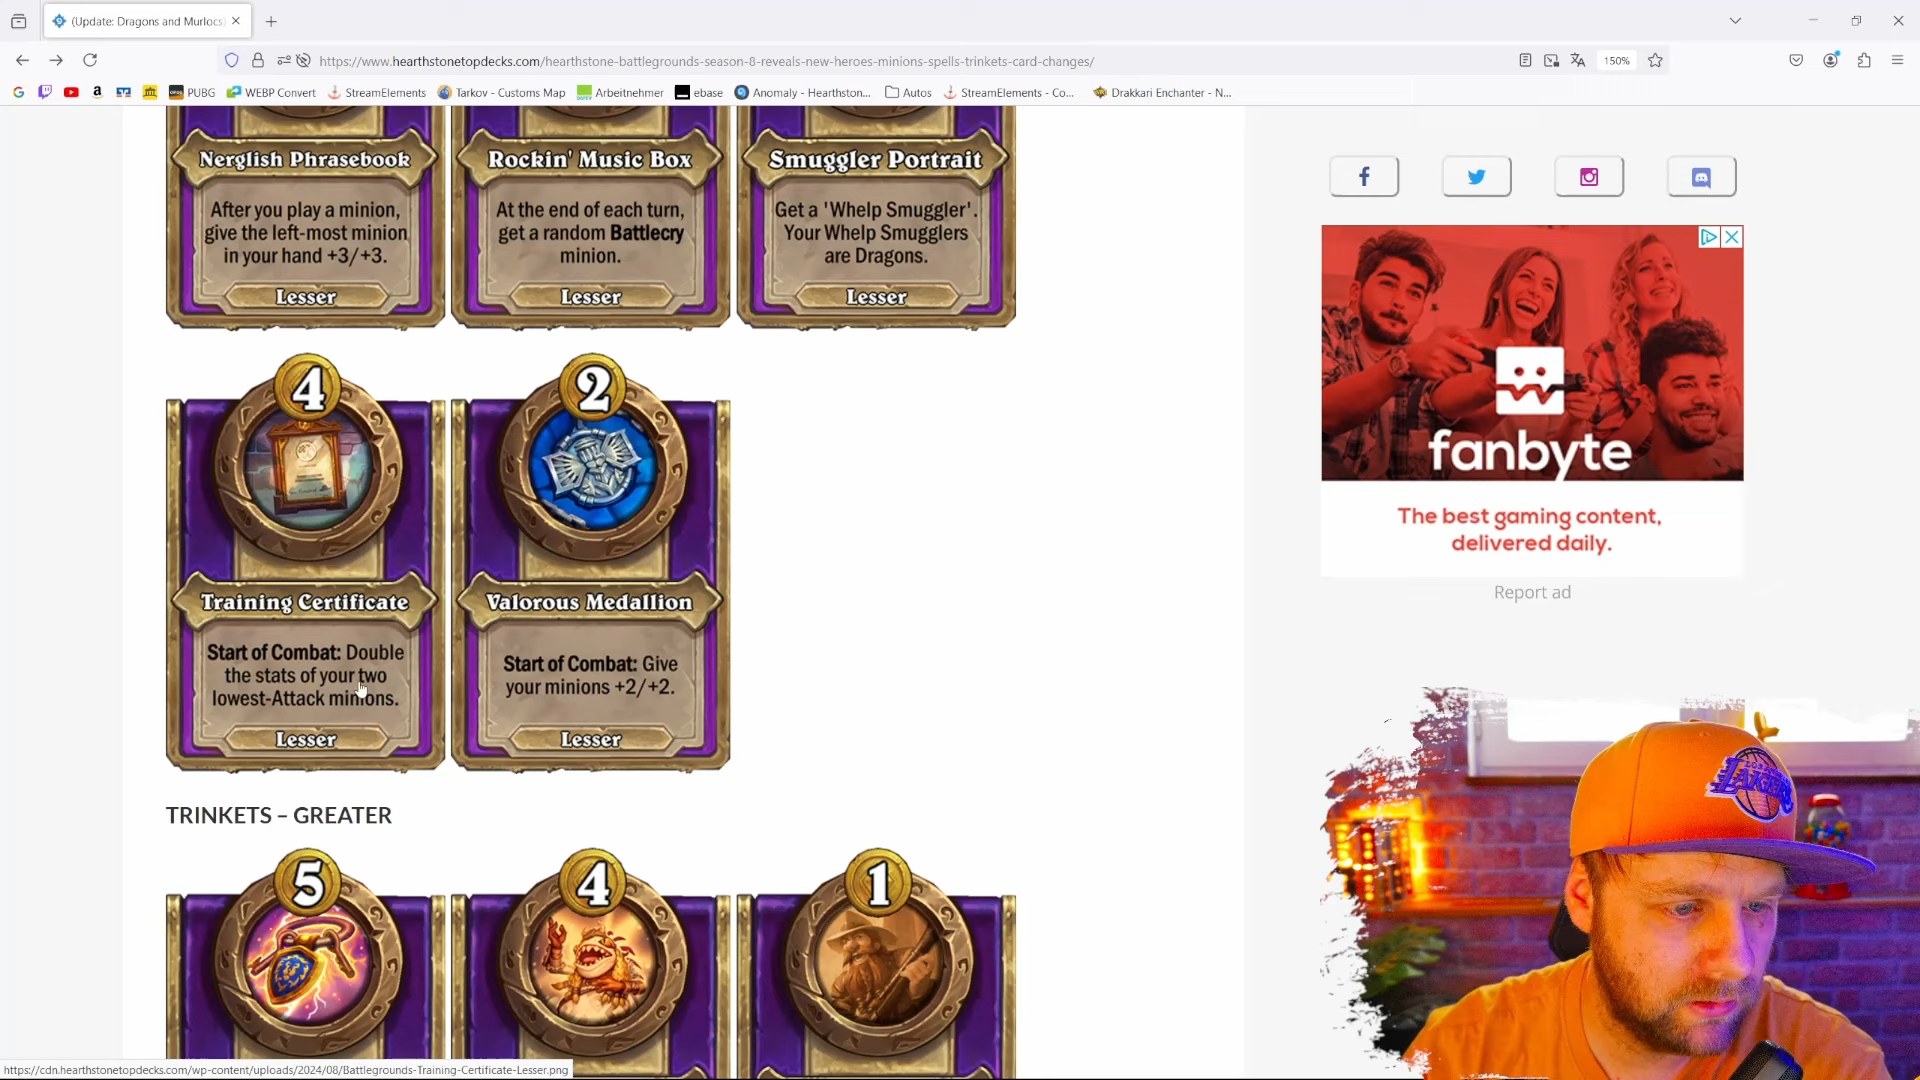 (Update: Dragons and Murlocs
https://www.hearthstonetopdecks.com/hearthstone-battlegrounds-season-8-reveals-new-heroes-minions-spells-trinkets-card-changes/
150%
PUBG
WEBP Convert
StreamElements
Tarkov - Customs Map
Arbeitnehmer
ebase
Anomaly - Hearthston...
Autos
StreamElements - Co...
Drakkari Enchanter - N...
Nerglish Phrasebook
After you play a minion,
give the left-most minion
in your hand +3/+3.
Lesser
Rockin' Music Box
At the end of each turn,
get a random Battlecry
minion.
Lesser
Smuggler Portrait
Get a 'Whelp Smuggler'.
Your Whelp Smugglers
are Dragons.
Lesser
4
Training Certificate
Start of Combat: Double
the stats of your two
lowest-Attack minions.
Lesser
2
Valorous Medallion
Start of Combat: Give
your minions +2/+2.
Lesser
TRINKETS – GREATER
5
4
1
fanbyte
The best gaming content,
delivered daily.
Report ad
LAKERS
https://cdn.hearthstonetopdecks.com/wp-content/uploads/2024/08/Battlegrounds-Training-Certificate-Lesser.png